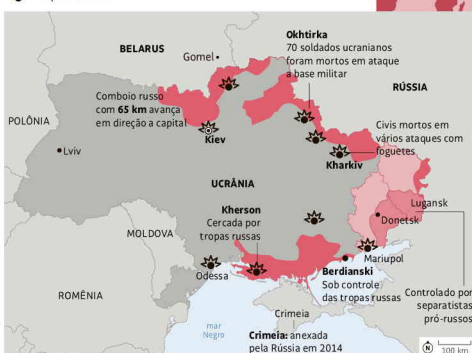 Okhtirka
70 soldados ucranianos
foram mortos em ataque
a base militar
BELARUS
Gomel
RÚSSIA
Comboio russo
com 65 km avança
em direção a capital
POLÔNIA
Kiev
Civis mortos em
vários ataques com
foguetes
Lviv
Kharkiv
UCRÂNIA
Lugansk
Kherson
Cercada por
tropas russas
Donetsk
MOLDOVA
Mariupol
Odessa
Berdianski
Sob controle
das tropas russas
Controlado por
separatistas
pró-russos
ROMÊNIA
Crimeia
mar
Negro
Crimeia: anexada
pela Rússia em 2014
N
100 km